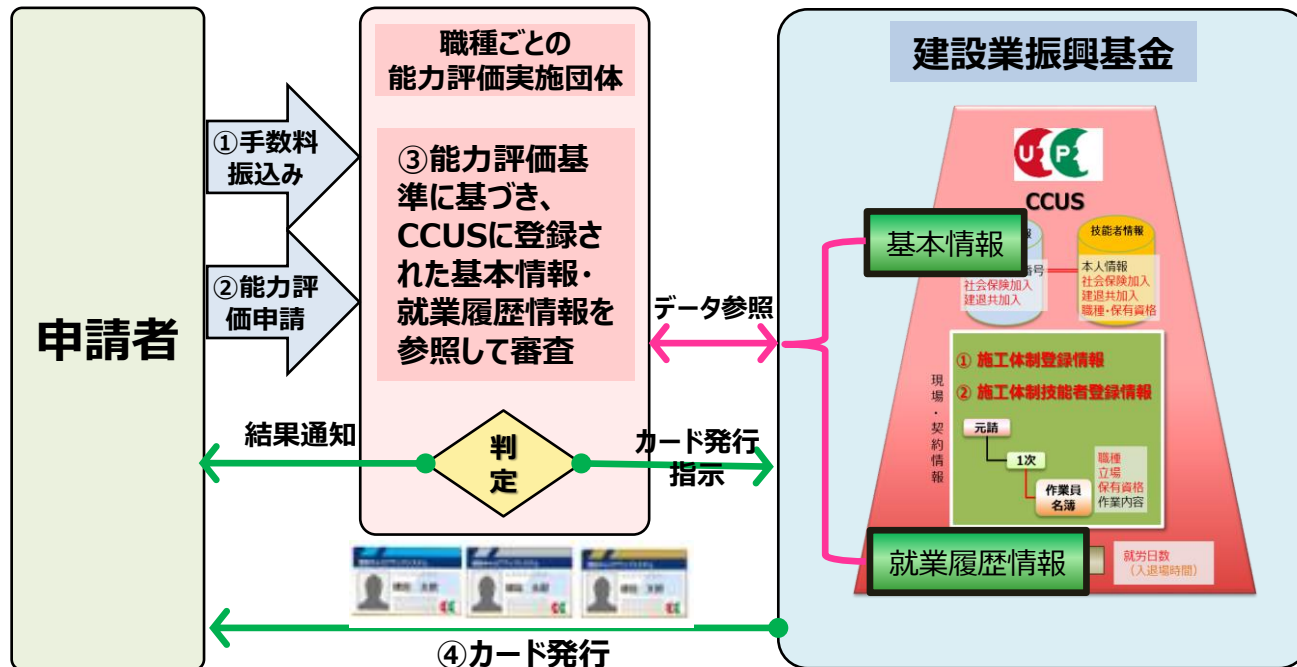 申請者
①手数料
振込み
②能力評
価申請
職種ごとの
能力評価実施団体
③能力評価基
準に基づき、
CCUSに登録さ
れた基本情報・
就業履歴情報を
参照して審査
判
定
結果通知
カード発行
指示
データ参照
④カード発行
建設業振興基金
CCUS
基本情報
報
号
社会保険加入
建退共加入
技能者情報
本人情報
社会保険加入
建退共加入
職種・保有資格
現場・契約情報
① 施工体制登録情報
② 施工体制技能者登録情報
元請
1次
作業員
名簿
職種
立場
保有資格
作業内容
就業履歴情報
就労日数
（入退場時間）